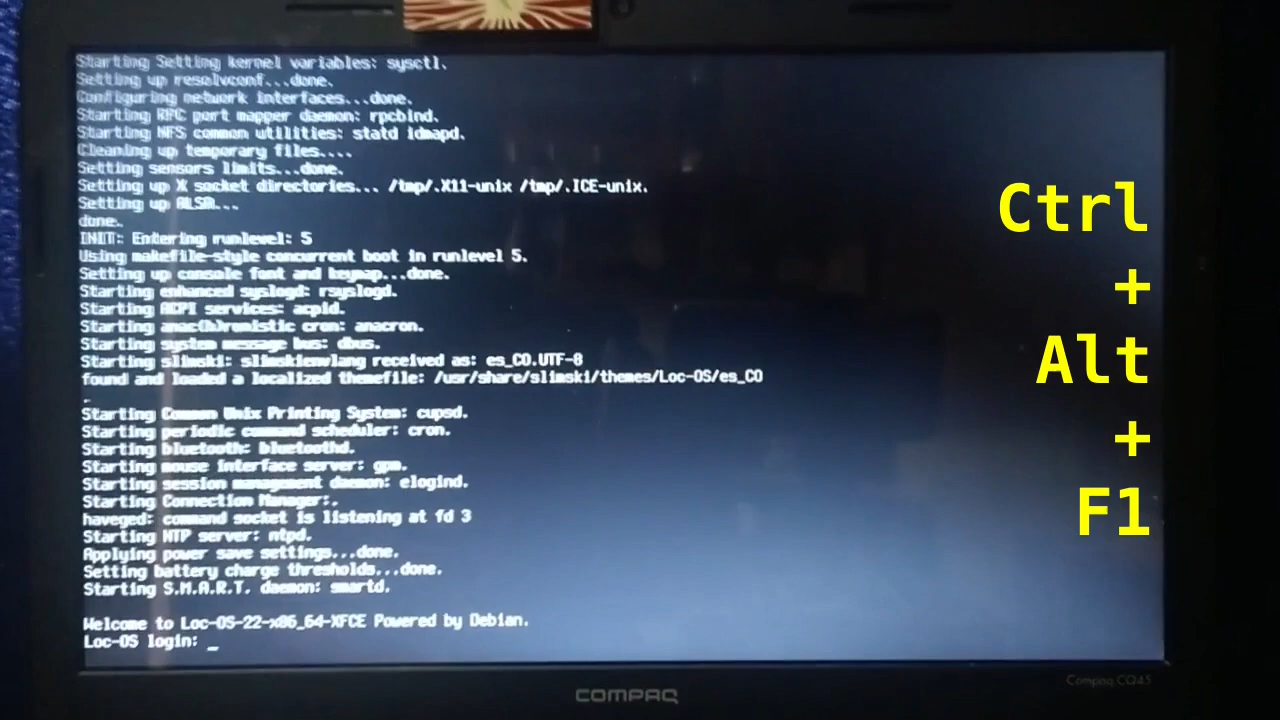 Starting Setting kernel variables: sysctl.
Setting up resolvconf...done.
Configuring network interfaces...done.
Starting RPC port mapper daemon: rpcbind.
Starting NFS common utilities: statd idmapd.
Cleaning up temporary files....
Setting sensors limits...done.
Setting up X socket directories... /tmp/.X11-unix /tmp/.ICE-unix.
Setting up ALSA...
done.
INIT: Entering runlevel: 5
Using makefile-style concurrent boot in runlevel 5.
Setting up console font and keymap...done.
Starting enhanced syslogd: rsyslogd.
Starting ACPI services: acpid.
Starting anac(h)ronistic cron: anacron.
Starting system message bus: dbus.
Starting slimski: slimskienvlang received as: es_CO.UTF-8
found and loaded a localized themefile: /usr/share/slimski/themes/Loc-OS/es_CO
.
Starting Common Unix Printing System: cupsd.
Starting periodic command scheduler: cron.
Starting bluetooth: bluetoothd.
Starting mouse interface server: gpm.
Starting session management daemon: elogind.
Starting Connection Manager:.
haveged: command socket is listening at fd 3
Starting NTP server: ntpd.
Applying power save settings...done.
Setting battery charge thresholds...done.
Starting S.M.A.R.T. daemon: smartd.
Welcome to Loc-OS-22-x86_64-XFCE Powered by Debian.
Loc-OS login: _
Ctrl
+
Alt
+
F1
COMPAQ
Compaq CQ45